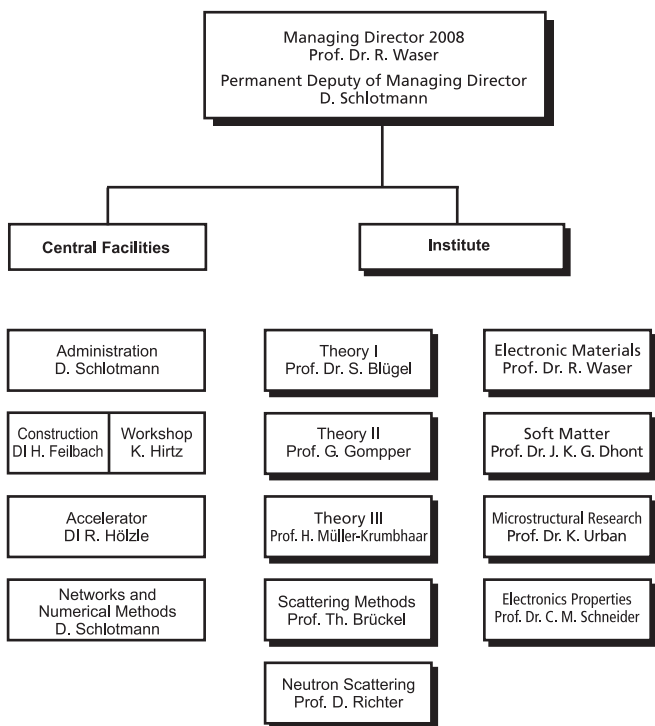 Managing Director 2008
Prof. Dr. R. Waser
Permanent Deputy of Managing Director
D. Schlotmann
Central Facilities
Institute
Administration
D. Schlotmann
Construction
DI H. Feilbach
Workshop
K. Hirtz
Accelerator
DI R. Hölzle
Networks and
Numerical Methods
D. Schlotmann
Theory I
Prof. Dr. S. Blügel
Theory II
Prof. G. Gompper
Theory III
Prof. H. Müller-Krumbhaar
Scattering Methods
Prof. Th. Brückel
Neutron Scattering
Prof. D. Richter
Electronic Materials
Prof. Dr. R. Waser
Soft Matter
Prof. Dr. J. K. G. Dhont
Microstructural Research
Prof. Dr. K. Urban
Electronics Properties
Prof. Dr. C. M. Schneider